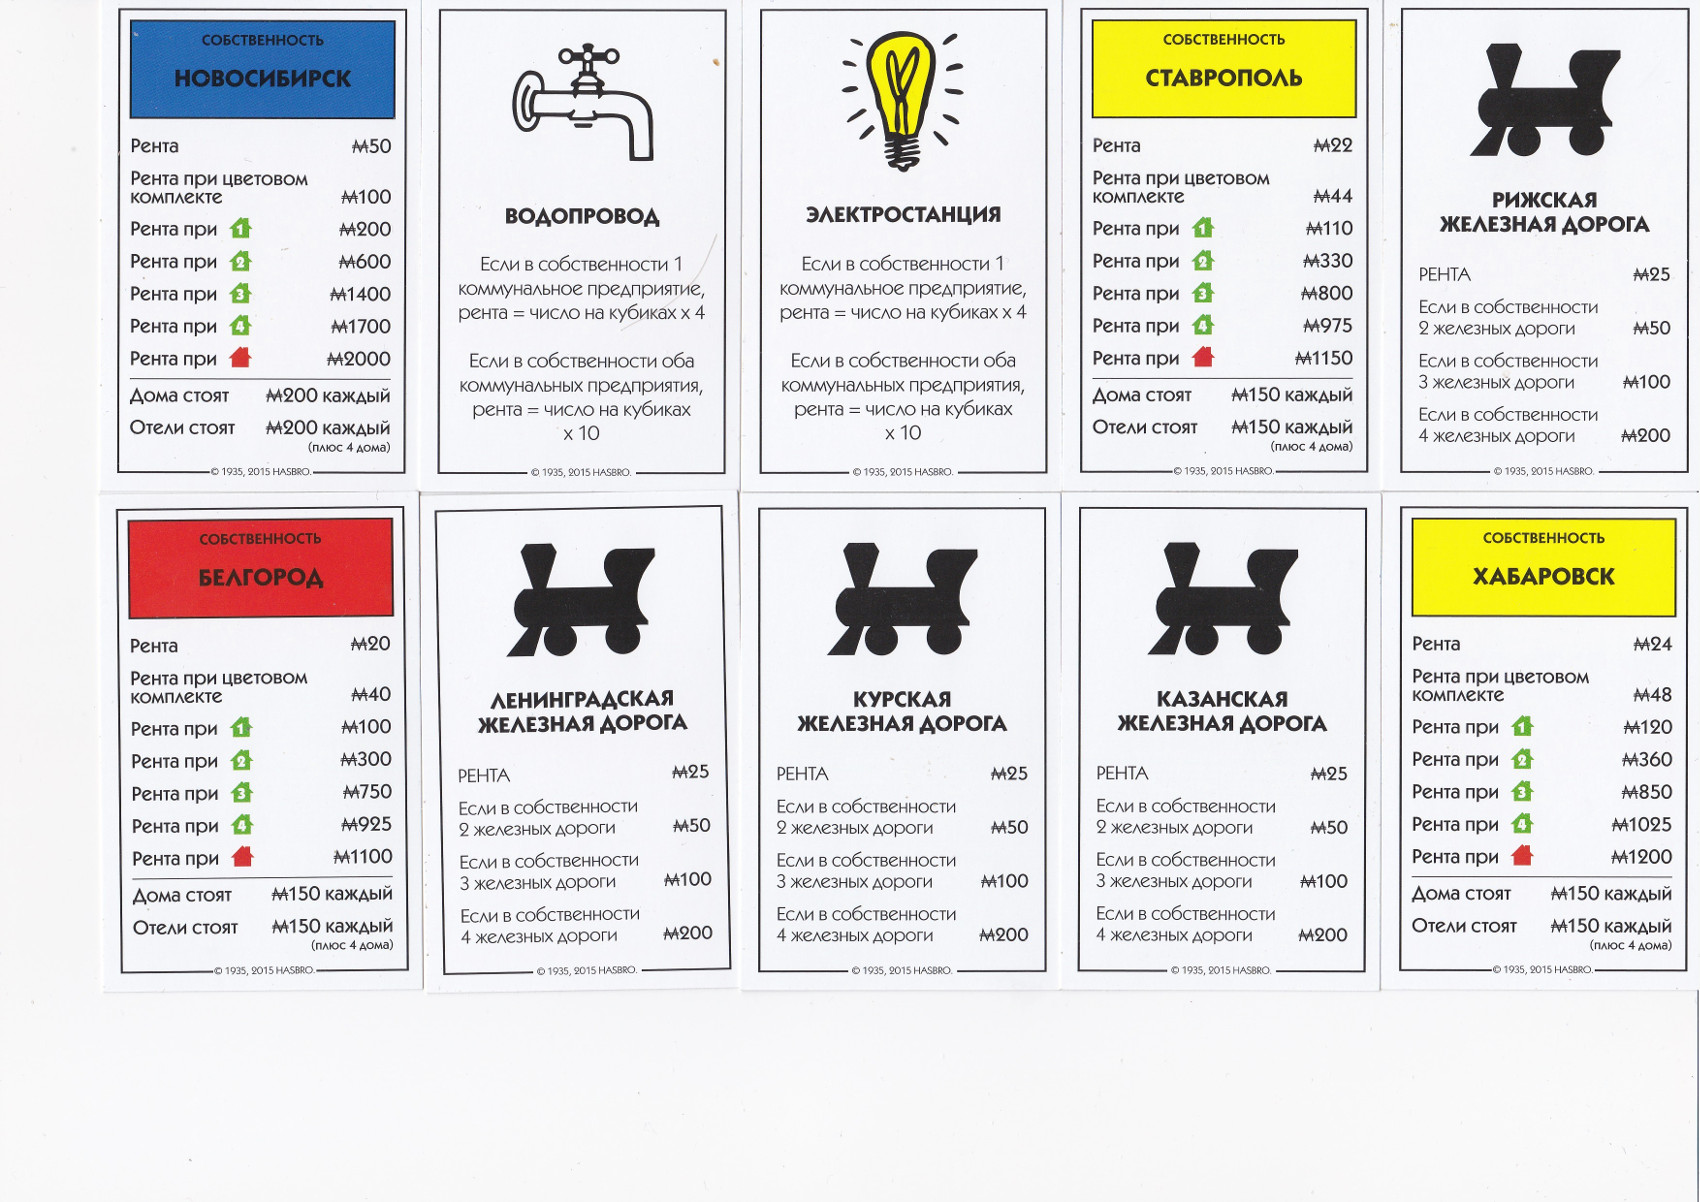 СОБСТВЕННОСТЬ
НОВОСИБИРСК
Рента ₩50
Рента при цветовом
комплекте ₩100
Рента при 1 ₩200
Рента при 2 ₩600
Рента при 3 ₩1400
Рента при 4 ₩1700
Рента при ₩2000
Дома стоят ₩200 каждый
Отели стоят ₩200 каждый
(плюс 4 дома)
© 1935, 2015 HASBRO.
ВОДОПРОВОД
Если в собственности 1
коммунальное предприятие,
рента = число на кубиках x 4
Если в собственности оба
коммунальных предприятия,
рента = число на кубиках
x 10
© 1935, 2015 HASBRO.
ЭЛЕКТРОСТАНЦИЯ
Если в собственности 1
коммунальное предприятие,
рента = число на кубиках x 4
Если в собственности оба
коммунальных предприятия,
рента = число на кубиках
x 10
© 1935, 2015 HASBRO.
СОБСТВЕННОСТЬ
СТАВРОПОЛЬ
Рента ₩22
Рента при цветовом
комплекте ₩44
Рента при 1 ₩110
Рента при 2 ₩330
Рента при 3 ₩800
Рента при 4 ₩975
Рента при ₩1150
Дома стоят ₩150 каждый
Отели стоят ₩150 каждый
(плюс 4 дома)
© 1935, 2015 HASBRO.
РИЖСКАЯ
ЖЕЛЕЗНАЯ ДОРОГА
РЕНТА ₩25
Если в собственности
2 железных дороги ₩50
Если в собственности
3 железных дороги ₩100
Если в собственности
4 железных дороги ₩200
© 1935, 2015 HASBRO.
СОБСТВЕННОСТЬ
БЕЛГОРОД
Рента ₩20
Рента при цветовом
комплекте ₩40
Рента при 1 ₩100
Рента при 2 ₩300
Рента при 3 ₩750
Рента при 4 ₩925
Рента при ₩1100
Дома стоят ₩150 каждый
Отели стоят ₩150 каждый
(плюс 4 дома)
© 1935, 2015 HASBRO.
ЛЕНИНГРАДСКАЯ
ЖЕЛЕЗНАЯ ДОРОГА
РЕНТА ₩25
Если в собственности
2 железных дороги ₩50
Если в собственности
3 железных дороги ₩100
Если в собственности
4 железных дороги ₩200
© 1935, 2015 HASBRO.
КУРСКАЯ
ЖЕЛЕЗНАЯ ДОРОГА
РЕНТА ₩25
Если в собственности
2 железных дороги ₩50
Если в собственности
3 железных дороги ₩100
Если в собственности
4 железных дороги ₩200
© 1935, 2015 HASBRO.
КАЗАНСКАЯ
ЖЕЛЕЗНАЯ ДОРОГА
РЕНТА ₩25
Если в собственности
2 железных дороги ₩50
Если в собственности
3 железных дороги ₩100
Если в собственности
4 железных дороги ₩200
© 1935, 2015 HASBRO.
СОБСТВЕННОСТЬ
ХАБАРОВСК
Рента ₩24
Рента при цветовом
комплекте ₩48
Рента при 1 ₩120
Рента при 2 ₩360
Рента при 3 ₩850
Рента при 4 ₩1025
Рента при ₩1200
Дома стоят ₩150 каждый
Отели стоят ₩150 каждый
(плюс 4 дома)
© 1935, 2015 HASBRO.